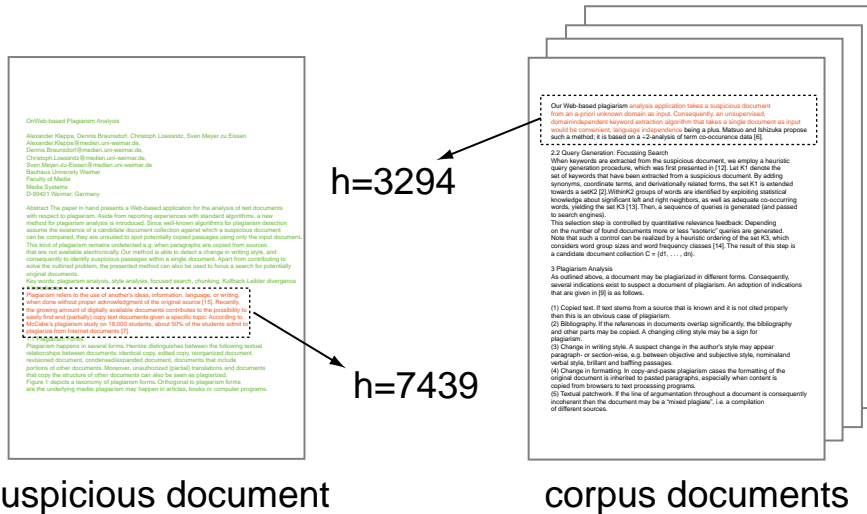 OnWeb-based Plagiarism Analysis
Alexander Kleppe, Dennis Braunsdorf, Christoph Loessnitz, Sven Meyer zu Eissen
Alexander.Kleppe@medien.uni-weimar.de,
Dennis.Braunsdorf@medien.uni-weimar.de,
Christoph.Loessnitz@medien.uni-weimar.de,
Sven.Meyer-zu-Eissen@medien.uni-weimar.de
Bauhaus University Weimar
Faculty of Media
Media Systems
D-99421 Weimar, Germany
Abstract The paper in hand presents a Web-based application for the analysis of text documents
with respect to plagiarism. Aside from reporting experiences with standard algorithms, a new
method for plagiarism analysis is introduced. Since well-known algorithms for plagiarism detection
assume the existence of a candidate document collection against which a suspicious document
can be compared, they are unsuited to spot potentially copied passages using only the input document.
This kind of plagiarism remains undetected e.g. when paragraphs are copied from sources
that are not available electronically. Our method is able to detect a change in writing style, and
consequently to identify suspicious passages within a single document. Apart from contributing to
solve the outlined problem, the presented method can also be used to focus a search for potentially
original documents.
Key words: plagiarism analysis, style analysis, focused search, chunking, Kullback-Leibler divergence
Plagiarism refers to the use of another's ideas, information, language, or writing,
when done without proper acknowledgment of the original source [15]. Recently,
the growing amount of digitally available documents contributes to the possibility to
easily find and (partially) copy text documents given a specific topic: According to
McCabe's plagiarism study on 18,000 students, about 50% of the students admit to
plagiarize from Internet documents [7].
Plagiarism happens in several forms. Heintze distinguishes between the following textual
relationships between documents: identical copy, edited copy, reorganized document,
revisioned document, condensed/expanded document, documents that include
portions of other documents. Moreover, unauthorized (partial) translations and documents
that copy the structure of other documents can also be seen as plagiarized.
Figure 1 depicts a taxonomy of plagiarism forms. Orthogonal to plagiarism forms
are the underlying media: plagiarism may happen in articles, books or computer programs.
uspicious document
h=3294
h=7439
Our Web-based plagiarism analysis application takes a suspicious document
from an a-priori unknown domain as input. Consequently, an unsupervised,
domainindependent keyword extraction algorithm that takes a single document as input
would be convenient, language independence being a plus. Matsuo and Ishizuka propose
such a method; it is based on a ÷2-analysis of term co-occurence data [6].
2.2 Query Generation: Focussing Search
When keywords are extracted from the suspicious document, we employ a heuristic
query generation procedure, which was first presented in [12]. Let K1 denote the
set of keywords that have been extracted from a suspicious document. By adding
synonyms, coordinate terms, and derivationally related forms, the set K1 is extended
towards a setK2 [2].WithinK2 groups of words are identified by exploiting statistical
knowledge about significant left and right neighbors, as well as adequate co-occurring
words, yielding the set K3 [13]. Then, a sequence of queries is generated (and passed
to search engines).
This selection step is controlled by quantitative relevance feedback: Depending
on the number of found documents more or less "esoteric" queries are generated.
Note that such a control can be realized by a heuristic ordering of the set K3, which
considers word group sizes and word frequency classes [14]. The result of this step is
a candidate document collection C = {d1, . . . , dn}.
3 Plagiarism Analysis
As outlined above, a document may be plagiarized in different forms. Consequently,
several indications exist to suspect a document of plagiarism. An adoption of indications
that are given in [9] is as follows.
(1) Copied text. If text stems from a source that is known and it is not cited properly
then this is an obvious case of plagiarism.
(2) Bibliography. If the references in documents overlap significantly, the bibliography
and other parts may be copied. A changing citing style may be a sign for
plagiarism.
(3) Change in writing style. A suspect change in the author's style may appear
paragraph- or section-wise, e.g. between objective and subjective style, nominaland
verbal style, brilliant and baffling passages.
(4) Change in formatting. In copy-and-paste plagiarism cases the formatting of the
original document is inherited to pasted paragraphs, especially when content is
copied from browsers to text processing programs.
(5) Textual patchwork. If the line of argumentation throughout a document is consequently
incoherent then the document may be a "mixed plagiate", i.e. a compilation
of different sources.
corpus documents